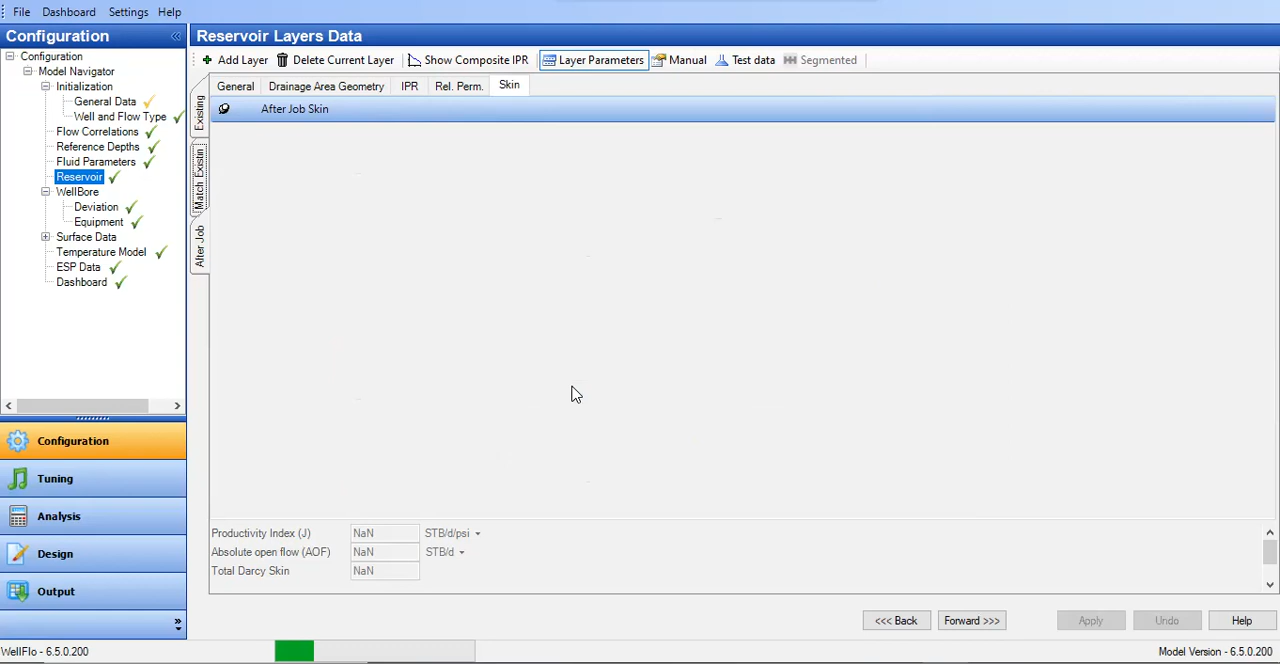 File Dashboard Settings Help
Configuration «
Configuration
Model Navigator
Initialization
General Data
Well and Flow Type
Flow Correlations
Reference Depths
Fluid Parameters
Reservoir
WellBore
Deviation
Equipment
Surface Data
Temperature Model
ESP Data
Dashboard
Configuration
Tuning
Analysis
Design
Output
»
Reservoir Layers Data
Add Layer Delete Current Layer Show Composite IPR Layer Parameters Manual Test data Segmented
Existing
Match Existin
After Job
General Drainage Area Geometry IPR Rel. Perm. Skin
After Job Skin
Productivity Index (J) NaN STB/d/psi
Absolute open flow (AOF) NaN STB/d
Total Darcy Skin NaN
<<< Back Forward >>> Apply Undo Help
WellFlo - 6.5.0.200 Model Version - 6.5.0.200